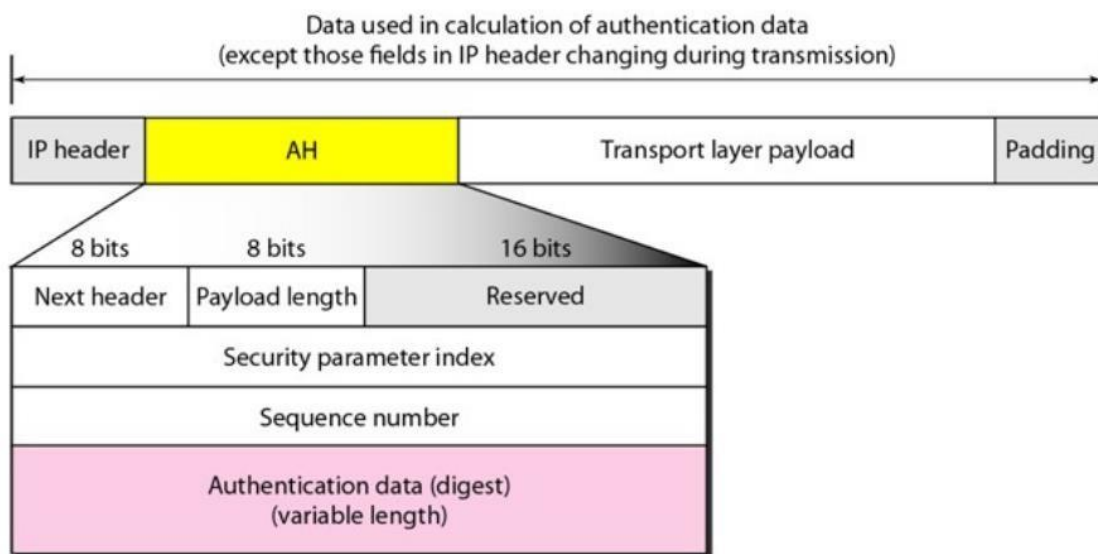 Data used in calculation of authentication data
(except those fields in IP header changing during transmission)
IP header AH Transport layer payload Padding
8 bits 8 bits 16 bits
Next header Payload length Reserved
Security parameter index
Sequence number
Authentication data (digest)
(variable length)